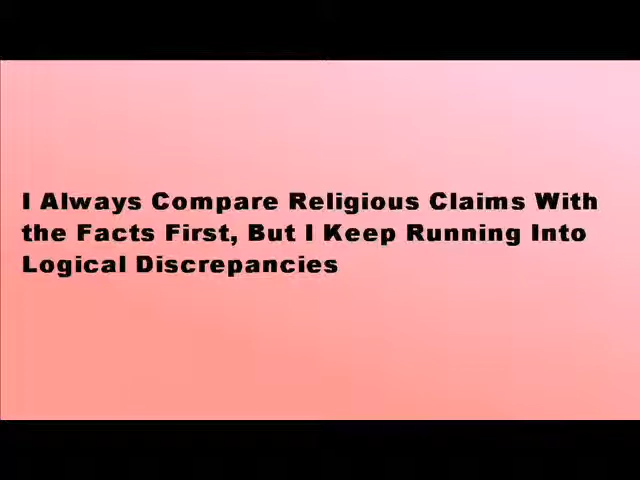 I Always Compare Religious Claims With
the Facts First, But I Keep Running Into
Logical Discrepancies